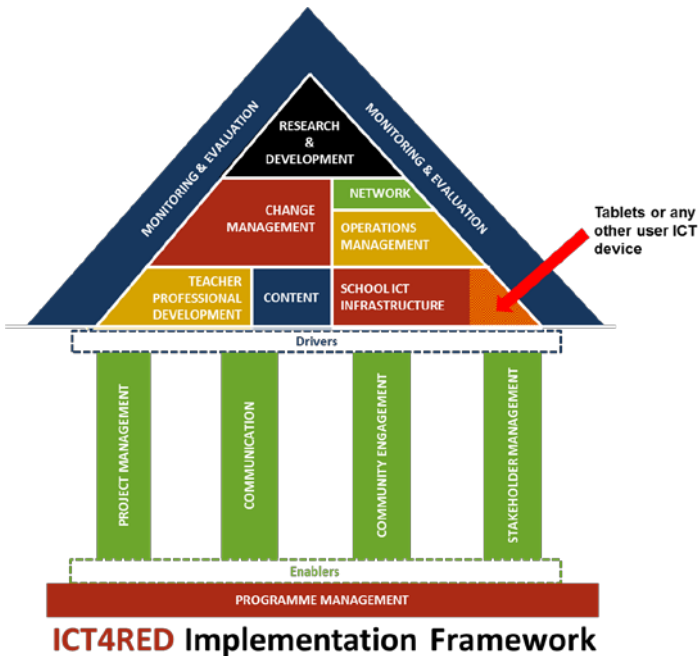 MONITORING & EVALUATION
MONITORING & EVALUATION
RESEARCH
&
DEVELOPMENT
CHANGE
MANAGEMENT
NETWORK
OPERATIONS
MANAGEMENT
Tablets or any
other user ICT
device
TEACHER
PROFESSIONAL
DEVELOPMENT
CONTENT
SCHOOL ICT
INFRASTRUCTURE
Drivers
PROJECT MANAGEMENT
COMMUNICATION
COMMUNITY ENGAGEMENT
STAKEHOLDER MANAGEMENT
Enablers
PROGRAMME MANAGEMENT
ICT4RED Implementation Framework